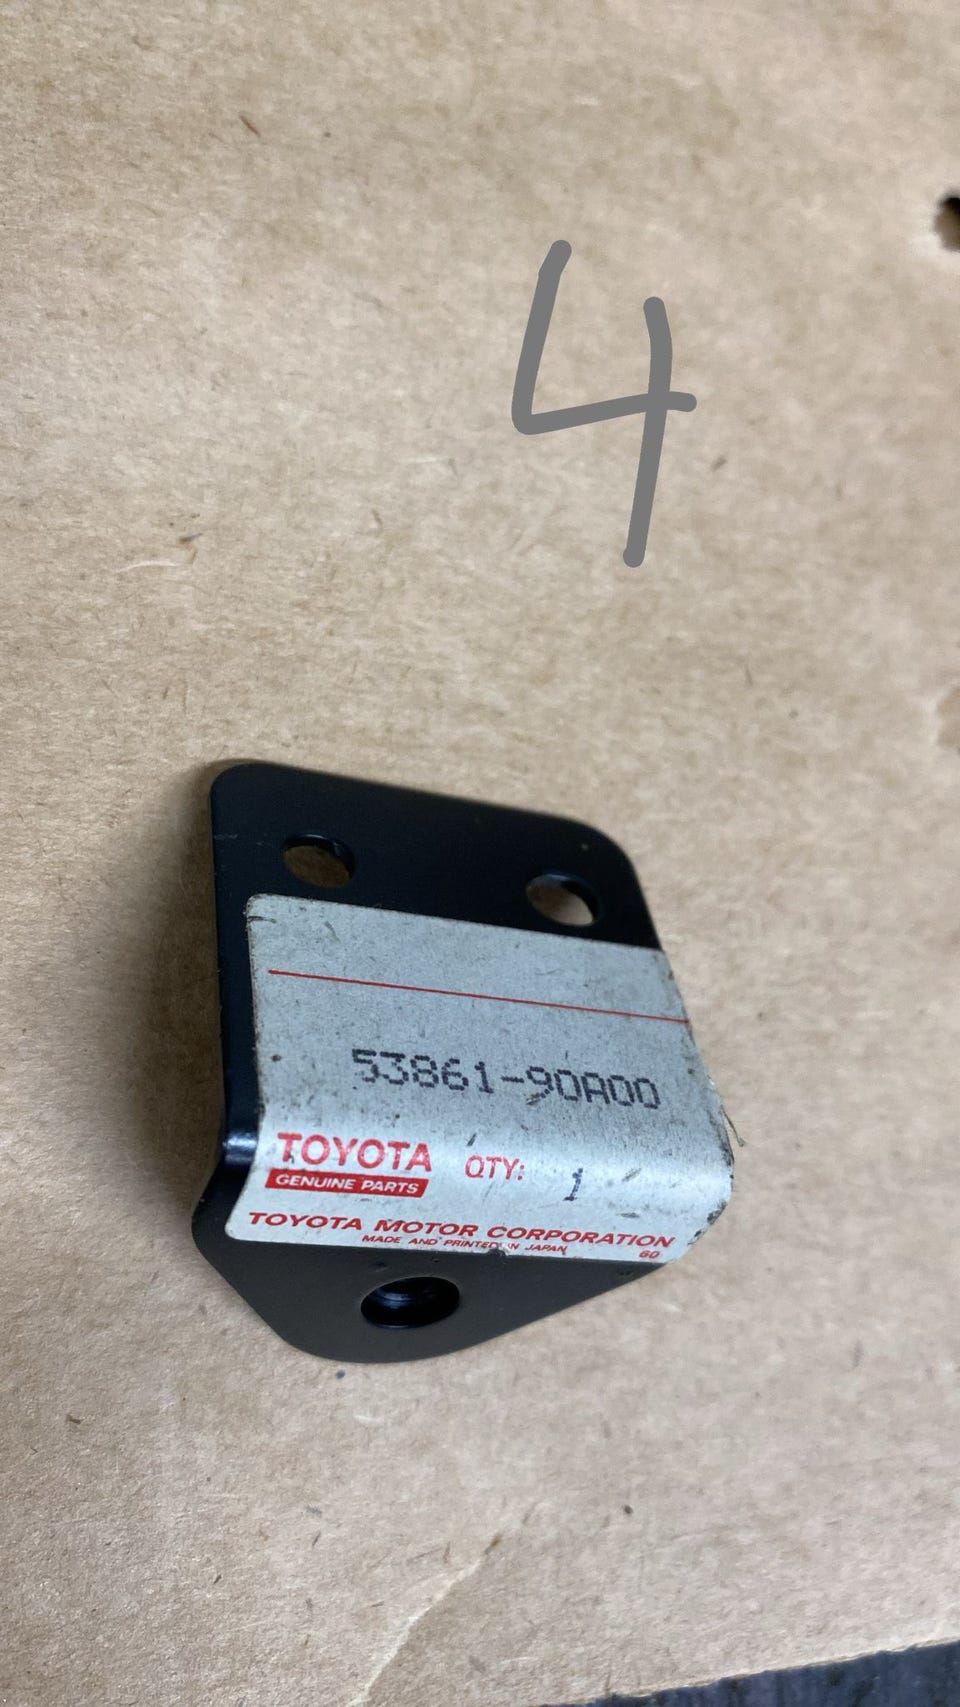 4
53861-90A00
TOYOTA QTY: 1
GENUINE PARTS
TOYOTA MOTOR CORPORATION
MADE AND PRINTED IN JAPAN 60